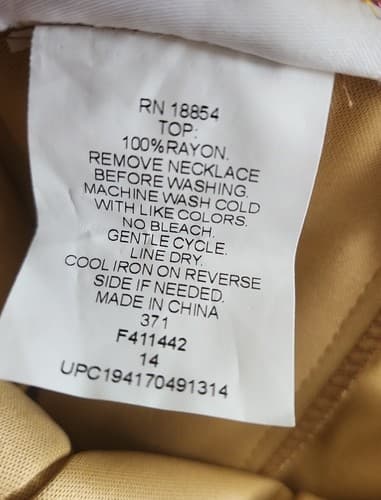 RN 18854
TOP:
100%RAYON.
REMOVE NECKLACE
BEFORE WASHING.
MACHINE WASH COLD
WITH LIKE COLORS.
NO BLEACH.
GENTLE CYCLE.
LINE DRY.
COOL IRON ON REVERSE
SIDE IF NEEDED.
MADE IN CHINA
371
F411442
14
UPC194170491314